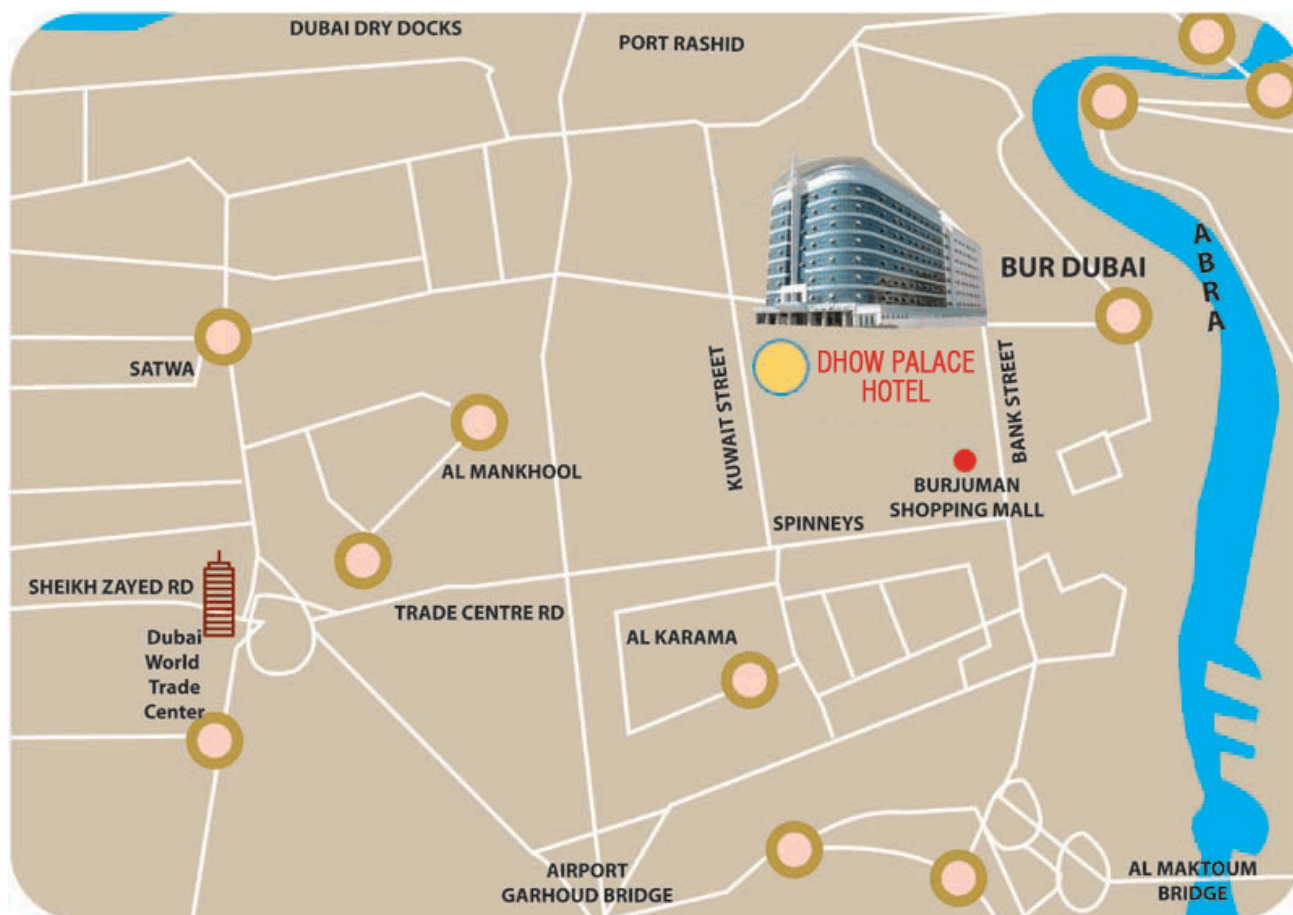 DUBAI DRY DOCKS
PORT RASHID
ABRA
BUR DUBAI
SATWA
DHOW PALACE
HOTEL
KUWAIT STREET
BANK STREET
AL MANKHOOL
BURJUMAN
SHOPPING MALL
SPINNEYS
SHEIKH ZAYED RD
TRADE CENTRE RD
Dubai
World
Trade
Center
AL KARAMA
AIRPORT
GARHOUD BRIDGE
AL MAKTOUM
BRIDGE